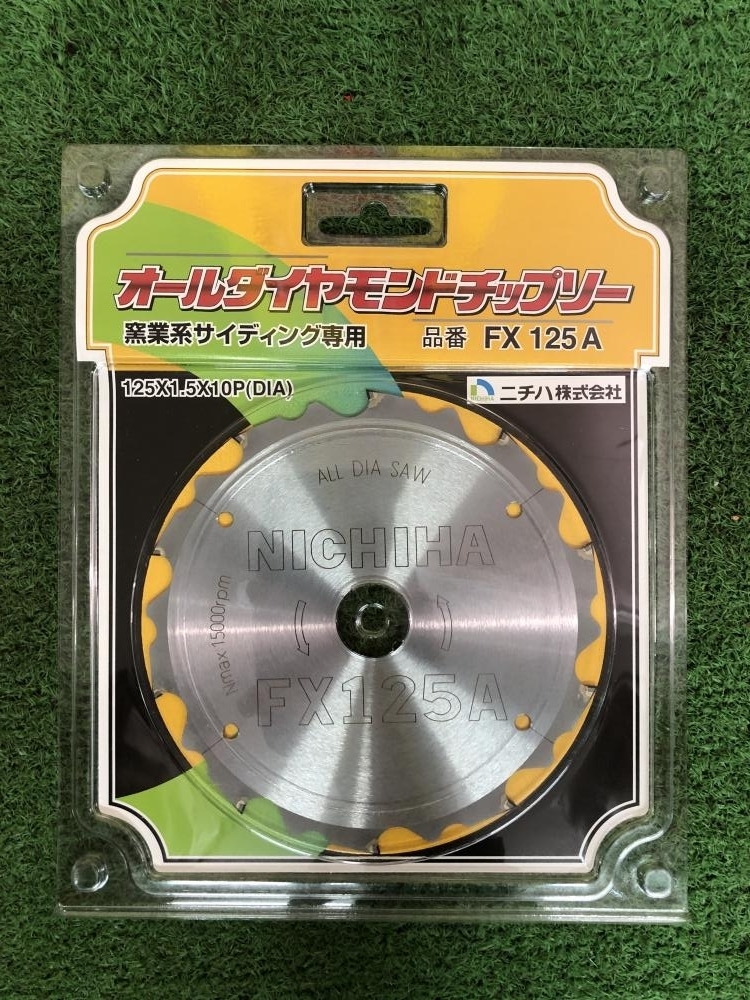 オールダイヤモンドチップソー
窯業系サイディング専用 品番 FX 125 A
125X1.5X10P(DIA)
NICHIHA ニチハ株式会社
ALL DIA SAW
NICHIHA
Nmax 15000rpm
FX125A